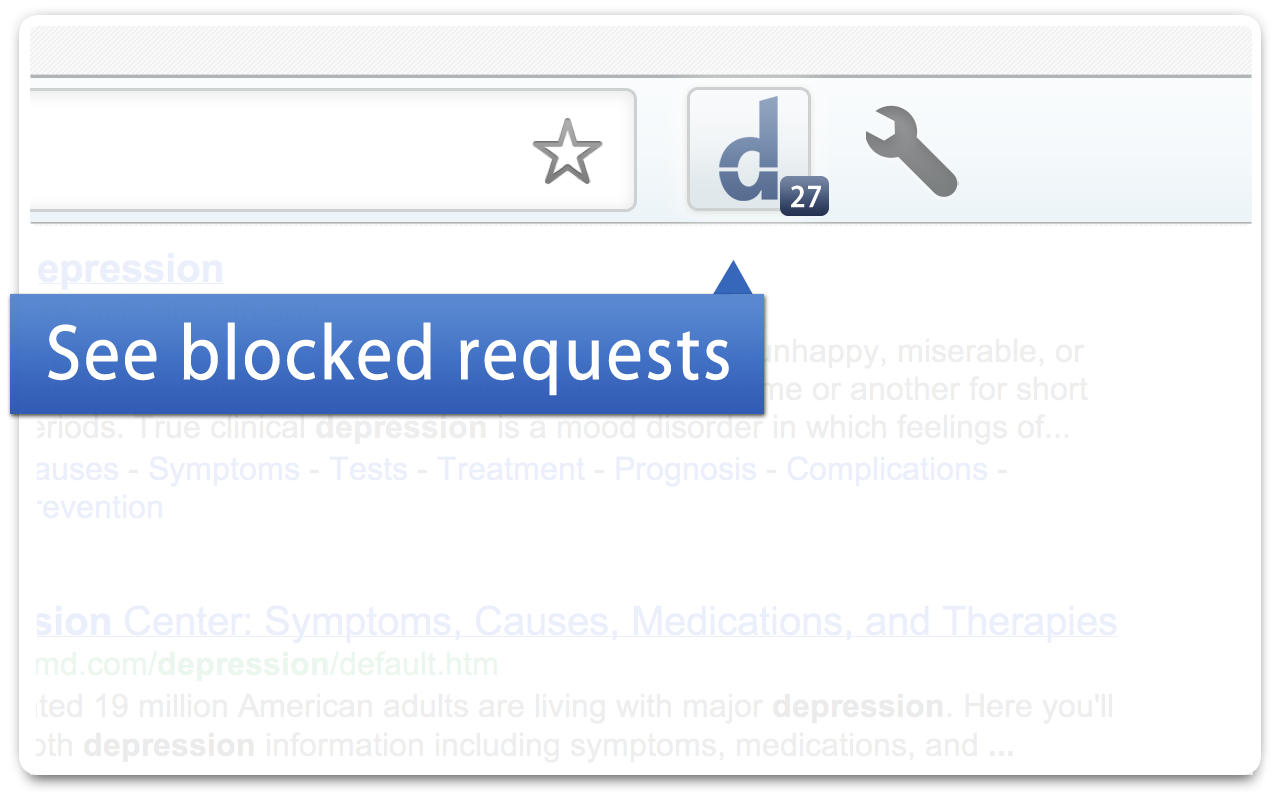 d
27
epression
See blocked requests
unhappy, miserable, or
me or another for short
eriods. True clinical depression is a mood disorder in which feelings of...
auses - Symptoms - Tests - Treatment - Prognosis - Complications -
revention
sion Center: Symptoms, Causes, Medications, and Therapies
md.com/depression/default.htm
ted 19 million American adults are living with major depression. Here you'll
oth depression information including symptoms, medications, and ...